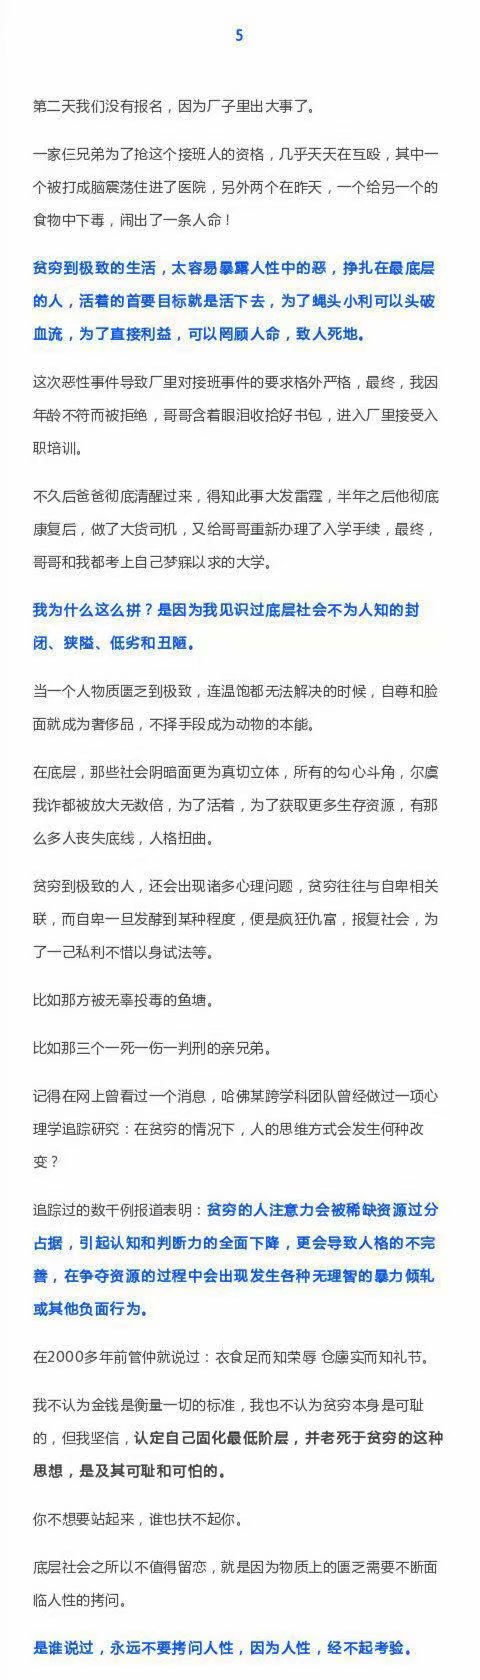 5
第二天我们没有报名，因为厂子里出大事了。
一家仨兄弟为了抢这个接班人的资格，几乎天天在互殴，其中一
个被打成脑震荡住进了医院，另外两个在昨天，一个给另一个的
食物中下毒，闹出了一条人命！
贫穷到极致的生活，太容易暴露人性中的恶，挣扎在最底层
的人，活着的首要目标就是活下去，为了蝇头小利可以头破
血流，为了直接利益，可以罔顾人命，致人死地。
这次恶性事件导致厂里对接班事件的要求格外严格，最终，我因
年龄不符而被拒绝，哥哥含着眼泪收拾好书包，进入厂里接受入
职培训。
不久后爸爸彻底清醒过来，得知此事大发雷霆，半年之后他彻底
康复后，做了大货司机，又给哥哥重新办理了入学手续，最终，
哥哥和我都考上自己梦寐以求的大学。
我为什么这么拼？是因为我见识过底层社会不为人知的封
闭、狭隘、低劣和丑陋。
当一个人物质匮乏到极致，连温饱都无法解决的时候，自尊和脸
面就成为奢侈品，不择手段成为动物的本能。
在底层，那些社会阴暗面更为真切立体，所有的勾心斗角，尔虞
我诈都被放大无数倍，为了活着，为了获取更多生存资源，有那
么多人丧失底线，人格扭曲。
贫穷到极致的人，还会出现诸多心理问题，贫穷往往与自卑相关
联，而自卑一旦发酵到某种程度，便是疯狂仇富，报复社会，为
了一己私利不惜以身试法等。
比如那方被无辜投毒的鱼塘。
比如那三个一死一伤一判刑的亲兄弟。
记得在网上曾看过一个消息，哈佛某跨学科团队曾经做过一项心
理学追踪研究：在贫穷的情况下，人的思维方式会发生何种改
变？
追踪过的数千例报道表明：贫穷的人注意力会被稀缺资源过分
占据，引起认知和判断力的全面下降，更会导致人格的不完
善，在争夺资源的过程中会出现发生各种无理智的暴力倾轧
或其他负面行为。
在2000多年前管仲就说过：衣食足而知荣辱 仓廪实而知礼节。
我不认为金钱是衡量一切的标准，我也不认为贫穷本身是可耻
的，但我坚信，认定自己固化最低阶层，并老死于贫穷的这种
思想，是及其可耻和可怕的。
你不想要站起来，谁也扶不起你。
底层社会之所以不值得留恋，就是因为物质上的匮乏需要不断面
临人性的拷问。
是谁说过，永远不要拷问人性，因为人性，经不起考验。